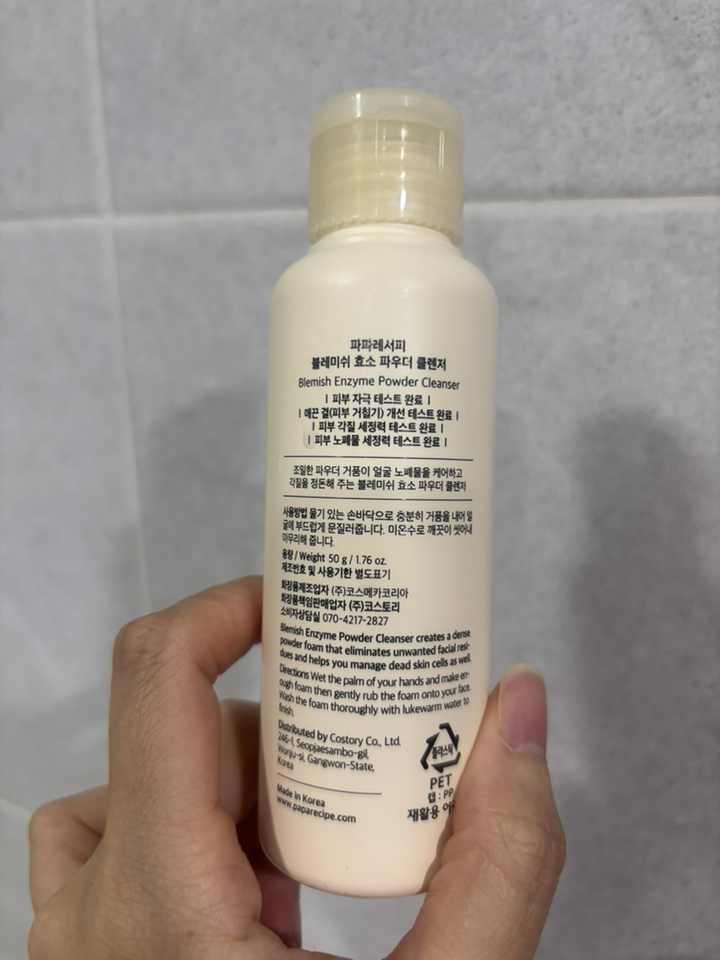 파파레서피
블레미쉬 효소 파우더 클렌저
Blemish Enzyme Powder Cleanser
| 피부 자극 테스트 완료 |
| 매끈 결(피부 거칠기) 개선 테스트 완료 |
| 피부 각질 세정력 테스트 완료 |
| 피부 노폐물 세정력 테스트 완료 |
조밀한 파우더 거품이 얼굴 노폐물을 케어하고
각질을 정돈해 주는 블레미쉬 효소 파우더 클렌저
사용방법 물기 있는 손바닥으로 충분히 거품을 내어 얼
굴에 부드럽게 문질러줍니다. 미온수로 깨끗이 씻어내
마무리해 줍니다.
용량 / Weight 50 g / 1.76 oz.
제조번호 및 사용기한 별도표기
화장품제조업자 (주)코스메카코리아
화장품책임판매업자 (주)코스토리
소비자상담실 070-4217-2827
Blemish Enzyme Powder Cleanser creates a dense
powder foam that eliminates unwanted facial resi-
dues and helps you manage dead skin cells as well.
Directions Wet the palm of your hands and make en-
ough foam then gently rub the foam onto your face.
Wash the foam thoroughly with lukewarm water to
finish.
Distributed by Costory Co., Ltd.
246-1, Seopjaesambo-gil,
Wonju-si, Gangwon-State,
Korea
Made in Korea
www.paparecipe.com
플라스틱
PET
캡 : PP
재활용